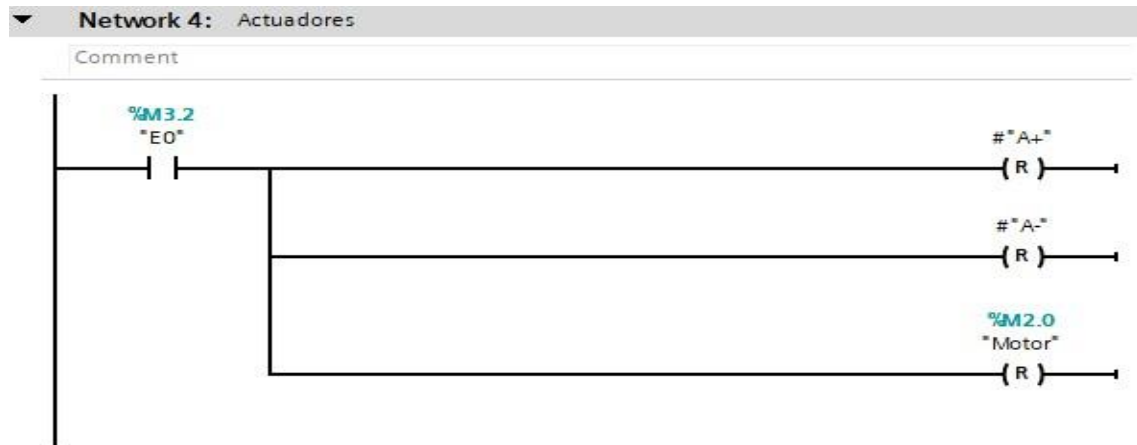 Network 4: Actuadores
Comment
%M3.2
"E0"
#"A+"
( R )
#"A-"
( R )
%M2.0
"Motor"
( R )